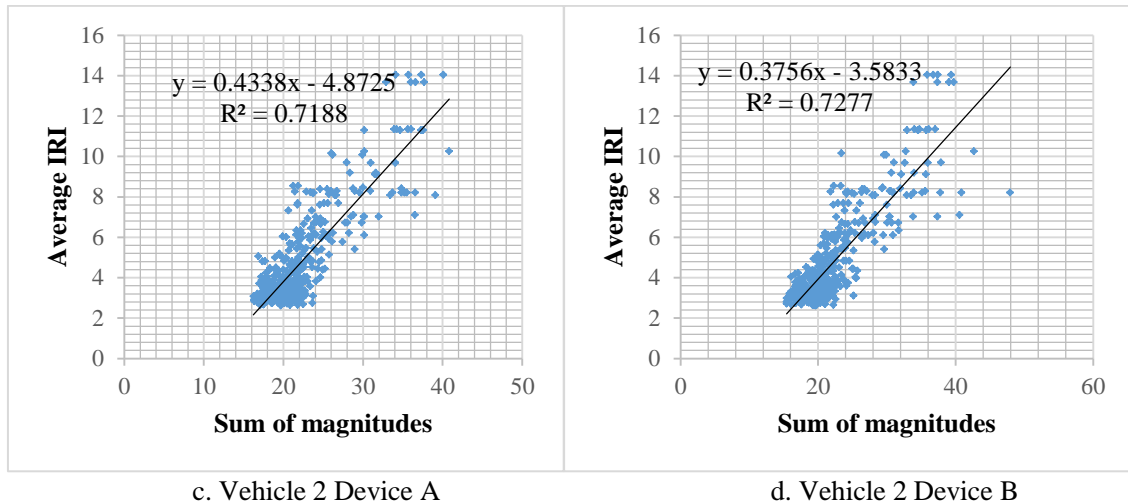 16
14
12
10
8
6
4
2
0
0
10
20
30
40
50
Average IRI
Sum of magnitudes
y = 0.4338x - 4.8725
R² = 0.7188
c. Vehicle 2 Device A
16
14
12
10
8
6
4
2
0
0
20
40
60
Average IRI
Sum of magnitudes
y = 0.3756x - 3.5833
R² = 0.7277
d. Vehicle 2 Device B